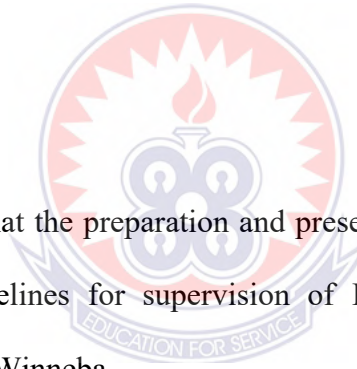 at the preparation and prese
elines for supervision of
Winneba
EDUCATION FOR SERVICE